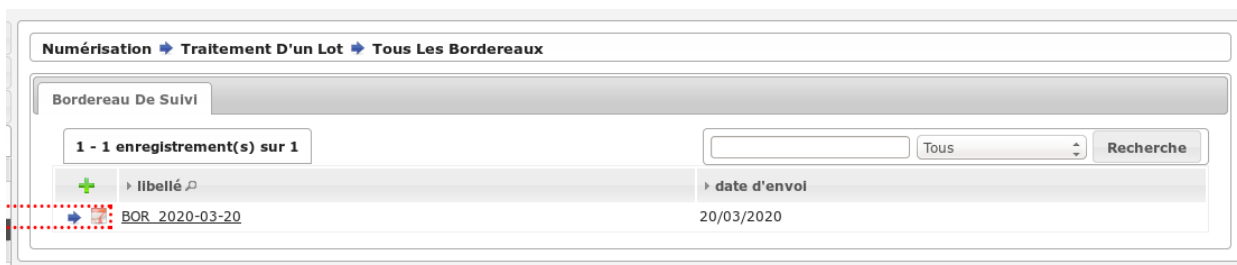 Numérisation Traitement D'un Lot Tous Les Bordereaux
Bordereau De Suivi
1 - 1 enregistrement(s) sur 1
Tous
Recherche
libellé
date d'envoi
BOR_2020-03-20
20/03/2020